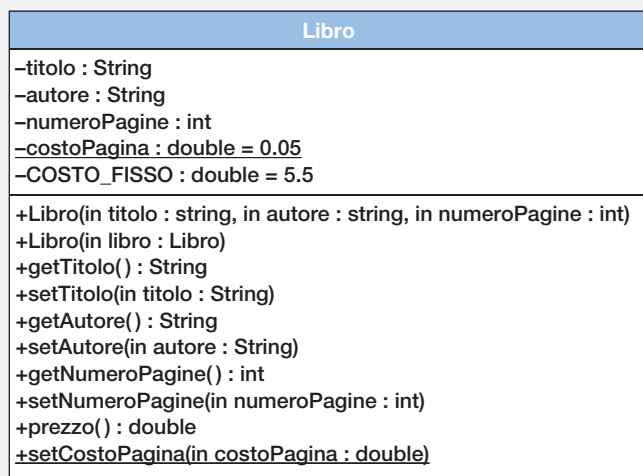 Libro
–titolo : String
–autore : String
–numeroPagine : int
–costoPagina : double = 0.05
–COSTO_FISSO : double = 5.5
+Libro(in titolo : string, in autore : string, in numeroPagine : int)
+Libro(in libro : Libro)
+getTitolo( ) : String
+setTitolo(in titolo : String)
+getAutore( ) : String
+setAutore(in autore : String)
+getNumeroPagine( ) : int
+setNumeroPagine(in numeroPagine : int)
+prezzo( ) : double
+setCostoPagina(in costoPagina : double)